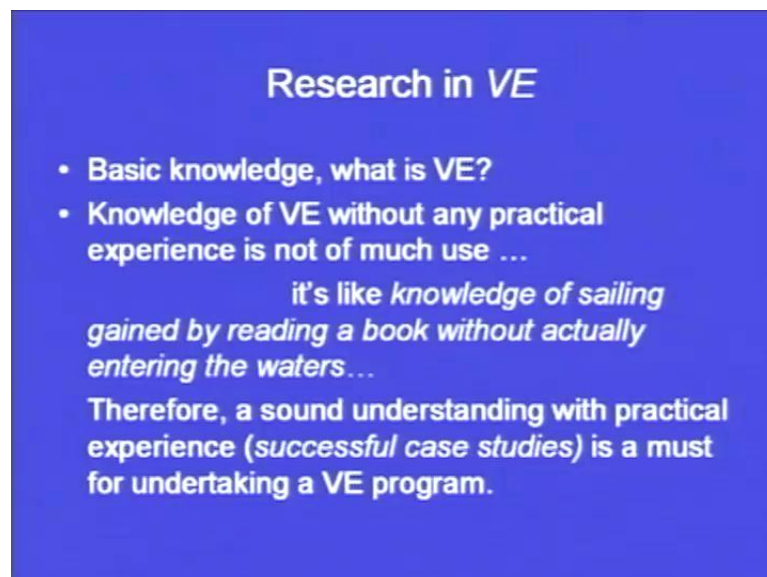 Research in VE
• Basic knowledge, what is VE?
• Knowledge of VE without any practical
experience is not of much use ...
it's like knowledge of sailing
gained by reading a book without actually
entering the waters...
Therefore, a sound understanding with practical
experience (successful case studies) is a must
for undertaking a VE program.